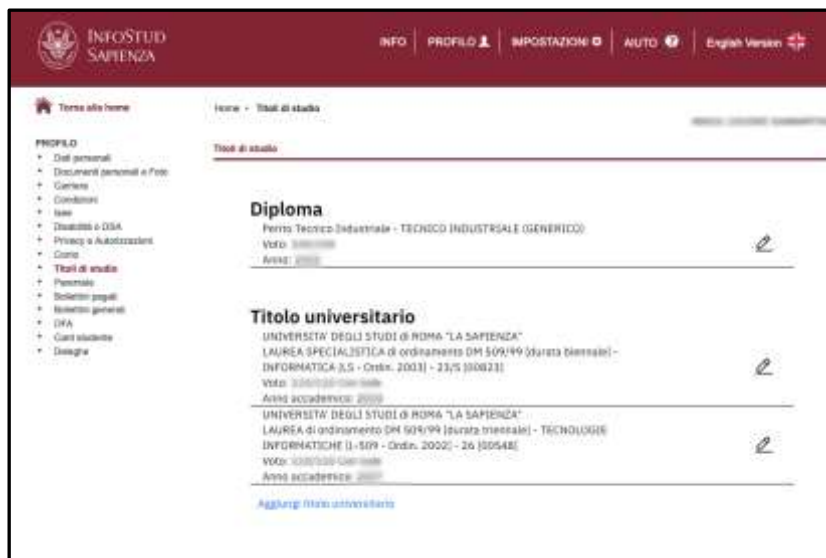 INFOSTUD
SAPIENZA
INFO
PROFILO
IMPOSTAZIONI
AIUTO
English Version
Torna alla home
Home - Titoli di studio
PROFILO
Dati personali
Documenti personali e Foto
Carriera
Condizioni
Isee
Disabilità e DSA
Privacy e Autorizzazioni
Corsi
Titoli di studio
Bollettini pagati
Bollettini generati
OFA
Card studente
Deleghe
Titoli di studio
Diploma
Perito Tecnico Industriale - TECNICO INDUSTRIALE (GENERICO)
Voto:
Anno:
Titolo universitario
UNIVERSITA' DEGLI STUDI di ROMA "LA SAPIENZA"
LAUREA SPECIALISTICA di ordinamento DM 509/99 (durata biennale) -
INFORMATICA (LS - Ordin. 2003) - 23/S [00823]
Voto:
Anno accademico:
UNIVERSITA' DEGLI STUDI di ROMA "LA SAPIENZA"
LAUREA di ordinamento DM 509/99 (durata triennale) - TECNOLOGIE
INFORMATICHE (L-509 - Ordin. 2002) - 26 [00548]
Voto:
Anno accademico:
Aggiungi titolo universitario